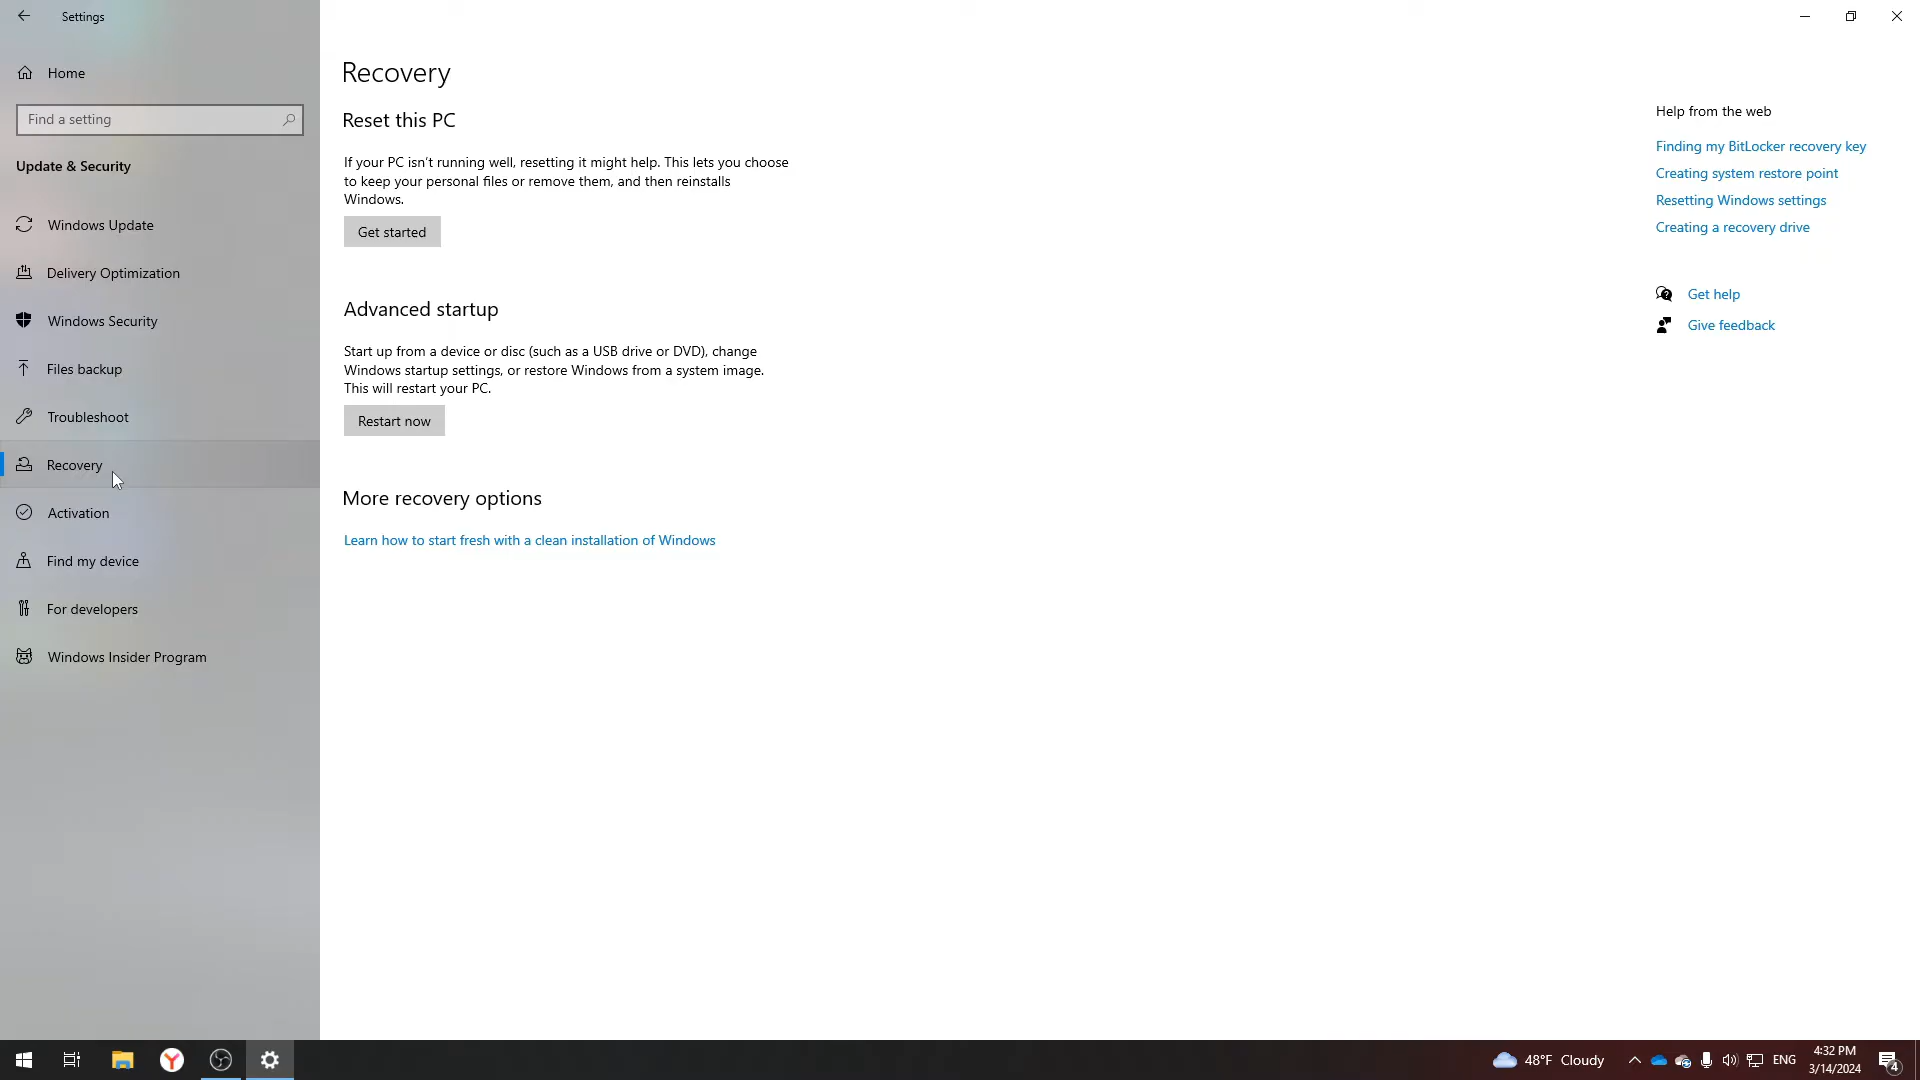 Settings
Home
Find a setting
Update & Security
Windows Update
Delivery Optimization
Windows Security
Files backup
Troubleshoot
Recovery
Activation
Find my device
For developers
Windows Insider Program
Recovery
Reset this PC
If your PC isn't running well, resetting it might help. This lets you choose
to keep your personal files or remove them, and then reinstalls
Windows.
Get started
Advanced startup
Start up from a device or disc (such as a USB drive or DVD), change
Windows startup settings, or restore Windows from a system image.
This will restart your PC.
Restart now
More recovery options
Learn how to start fresh with a clean installation of Windows
Help from the web
Finding my BitLocker recovery key
Creating system restore point
Resetting Windows settings
Creating a recovery drive
Get help
Give feedback
48°F Cloudy
ENG
4:32 PM
3/14/2024
4